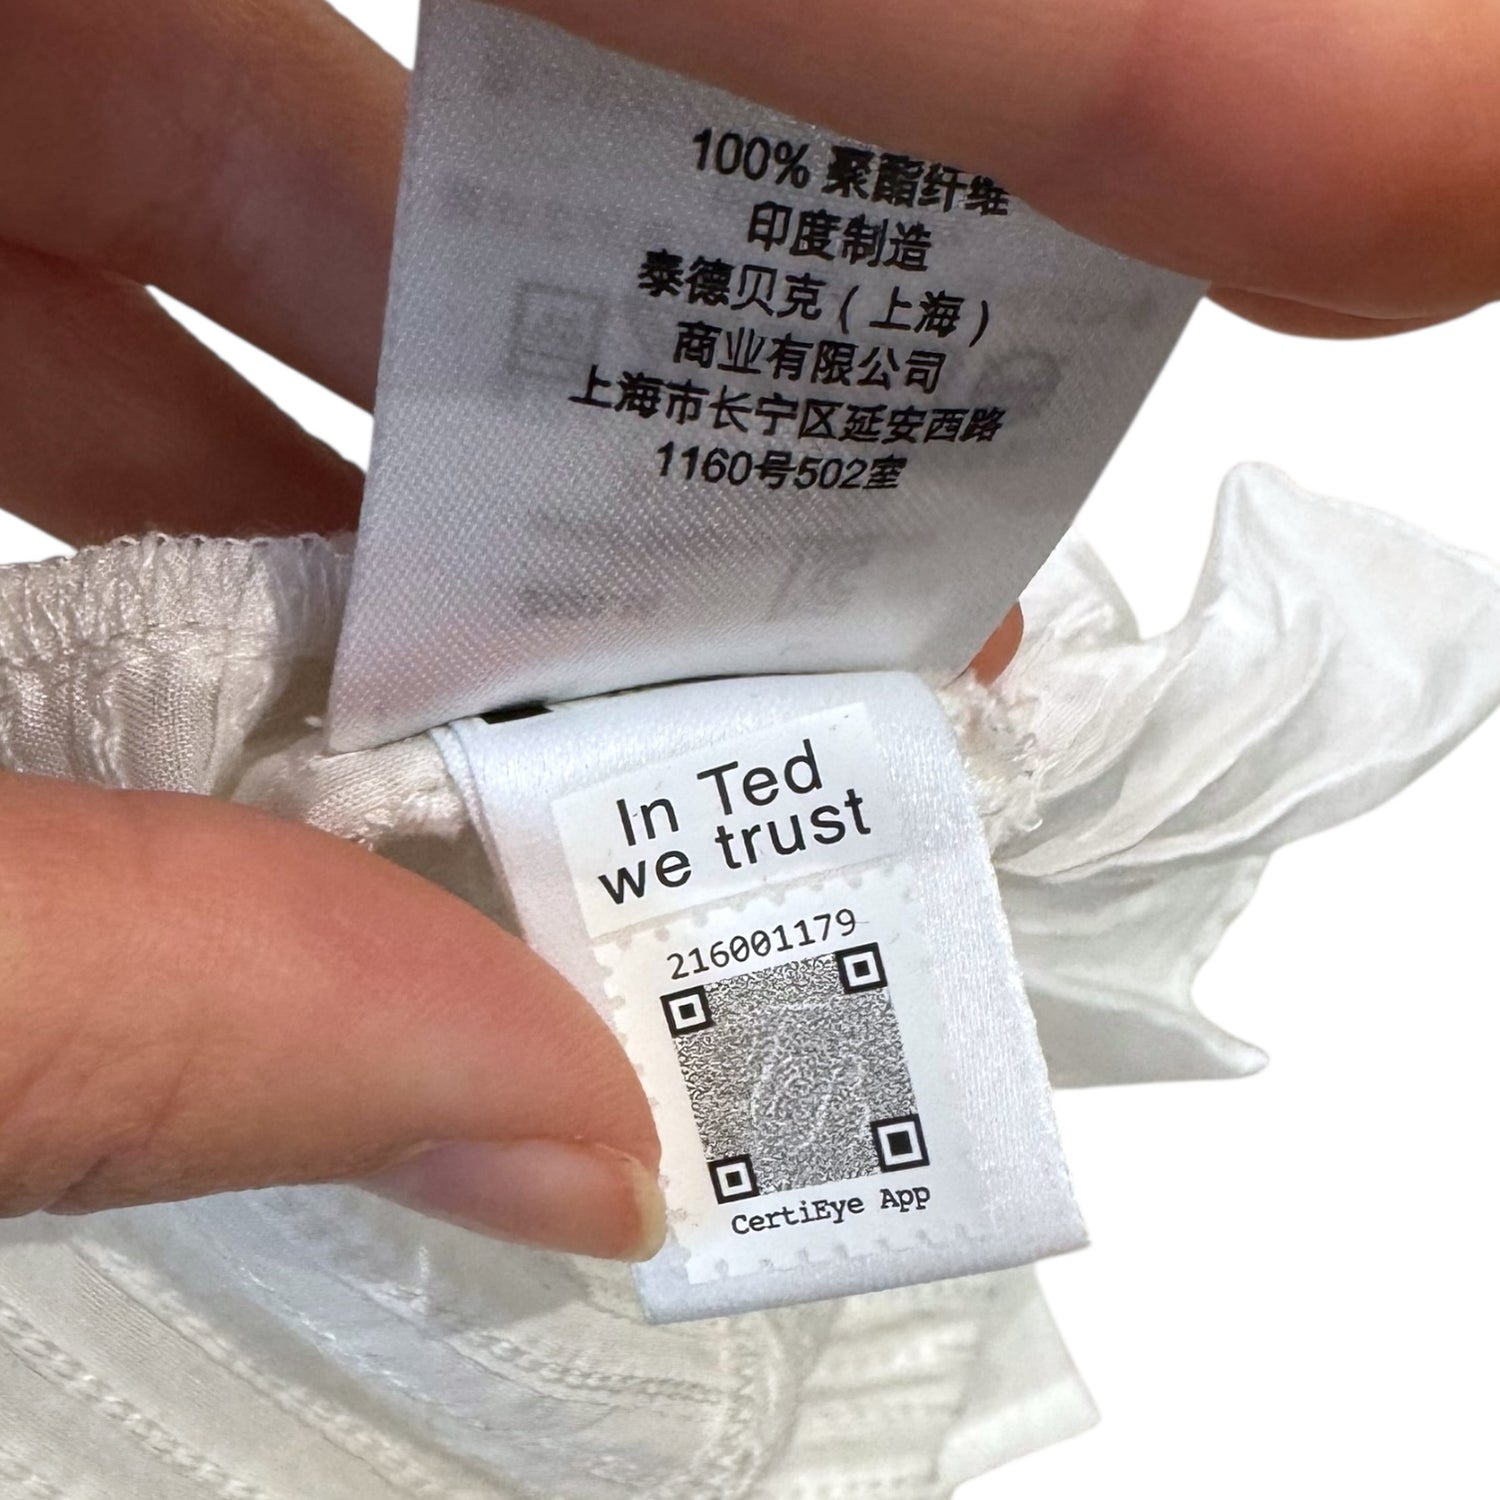 100% 聚酯纤维
印度制造
泰德贝克（上海）
商业有限公司
上海市长宁区延安西路
1160号502室
In Ted
we trust
216001179
CertiEye App